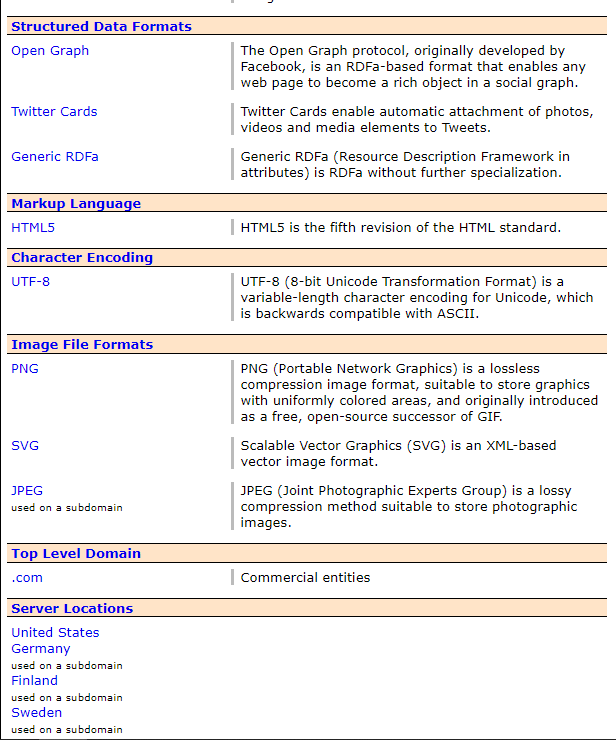 Structured Data Formats
Open Graph
The Open Graph protocol, originally developed by
Facebook, is an RDFa-based format that enables any
web page to become a rich object in a social graph.
Twitter Cards
Twitter Cards enable automatic attachment of photos,
videos and media elements to Tweets.
Generic RDFa
Generic RDFa (Resource Description Framework in
attributes) is RDFa without further specialization.
Markup Language
HTML5
HTML5 is the fifth revision of the HTML standard.
Character Encoding
UTF-8
UTF-8 (8-bit Unicode Transformation Format) is a
variable-length character encoding for Unicode, which
is backwards compatible with ASCII.
Image File Formats
PNG
PNG (Portable Network Graphics) is a lossless
compression image format, suitable to store graphics
with uniformly colored areas, and originally introduced
as a free, open-source successor of GIF.
SVG
Scalable Vector Graphics (SVG) is an XML-based
vector image format.
JPEG
used on a subdomain
JPEG (Joint Photographic Experts Group) is a lossy
compression method suitable to store photographic
images.
Top Level Domain
.com
Commercial entities
Server Locations
United States
Germany
used on a subdomain
Finland
used on a subdomain
Sweden
used on a subdomain